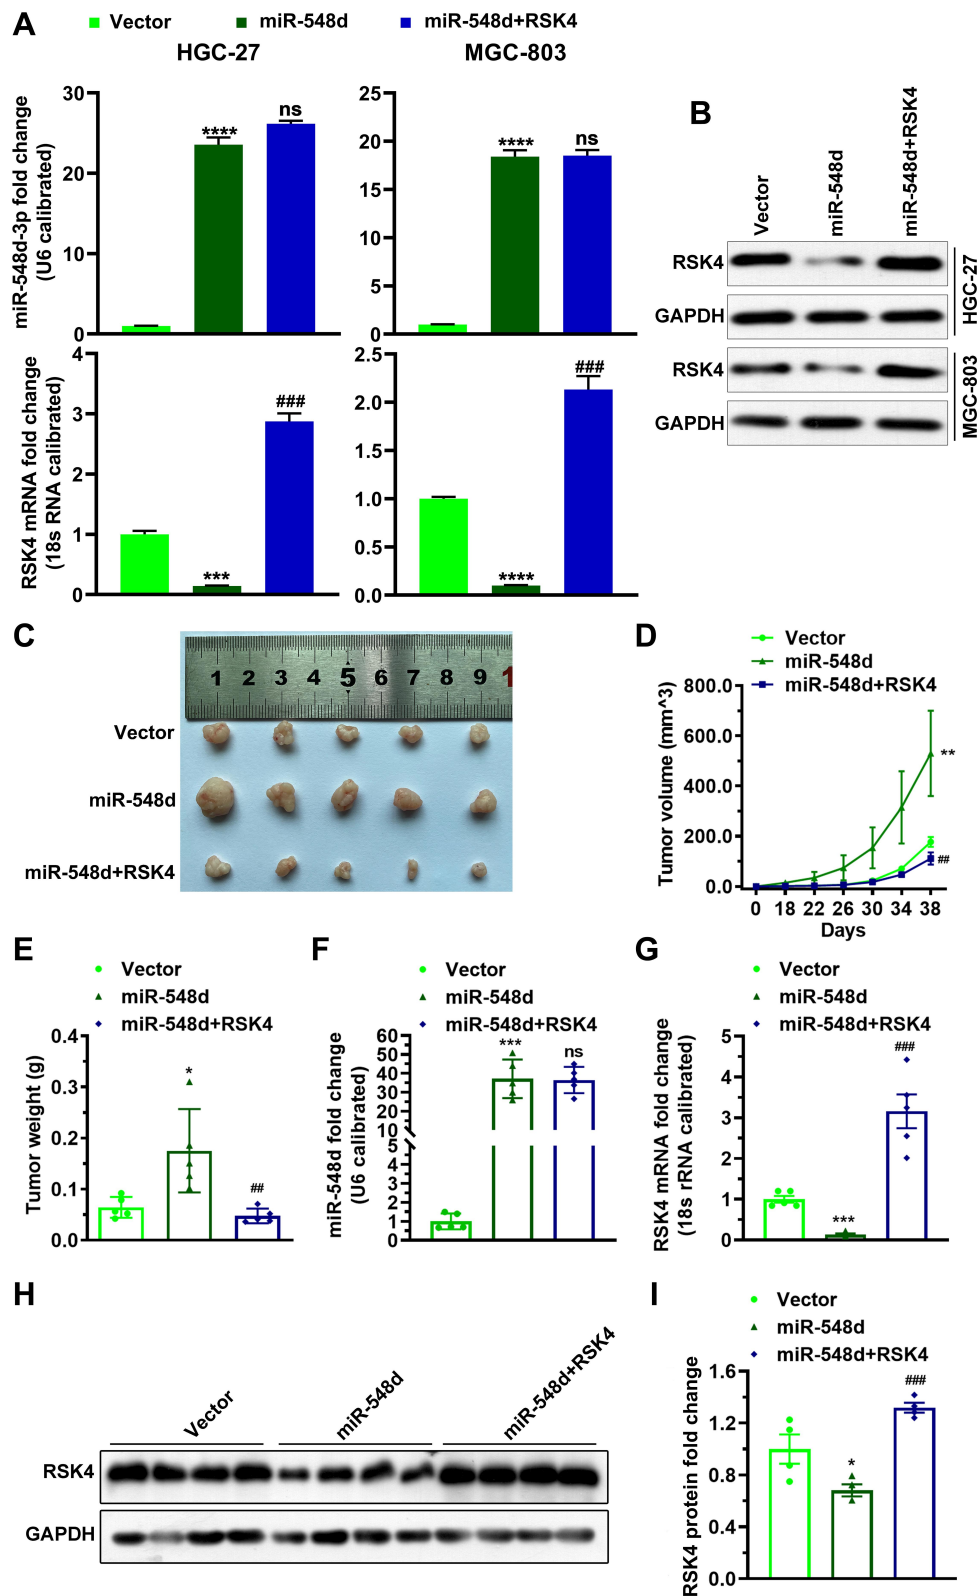 A
Vector
miR-548d
miR-548d+RSK4
HGC-27
MGC-803
miR-548d-3p fold change
(U6 calibrated)
30
20
10
0
****
ns
25
20
15
10
5
0
****
ns
RSK4 mRNA fold change
(18s RNA calibrated)
4
3
2
1
0
***
###
2.5
2.0
1.5
1.0
0.5
0.0
****
###
B
Vector
miR-548d
miR-548d+RSK4
RSK4
GAPDH
HGC-27
RSK4
GAPDH
MGC-803
C
1 2 3 4 5 6 7 8 9 1
Vector
miR-548d
miR-548d+RSK4
D
Vector
miR-548d
miR-548d+RSK4
Tumor volume (mm^3)
800.0
600.0
400.0
200.0
0.0
**
##
0 18 22 26 30 34 38
Days
E
Vector
miR-548d
miR-548d+RSK4
Tumor weight (g)
0.4
0.3
0.2
0.1
0.0
*
##
F
Vector
miR-548d
miR-548d+RSK4
miR-548d fold change
(U6 calibrated)
60
50
40
30
20
10
5
4
3
2
1
0
***
ns
G
Vector
miR-548d
miR-548d+RSK4
RSK4 mRNA fold change
(18s rRNA calibrated)
5
4
3
2
1
0
***
###
H
Vector
miR-548d
miR-548d+RSK4
RSK4
GAPDH
I
Vector
miR-548d
miR-548d+RSK4
RSK4 protein fold change
1.6
1.2
0.8
0.4
0.0
*
###